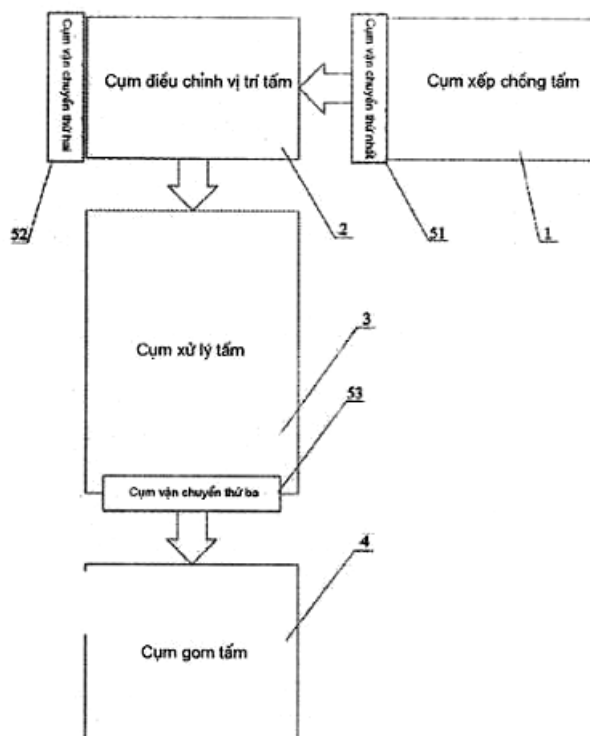 Cụm vận chuyển thứ hai
Cụm điều chỉnh vị trí tấm
Cụm vận chuyển thứ nhất
Cụm xếp chồng tấm
52
2
51
1
Cụm xử lý tấm
3
53
Cụm vận chuyển thứ ba
4
Cụm gom tấm